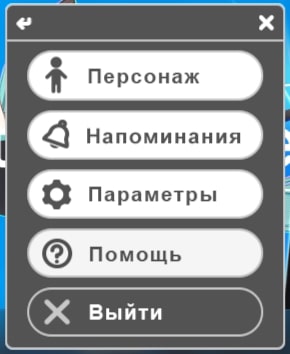 Персонаж
Напоминания
Параметры
Помощь
Выйти